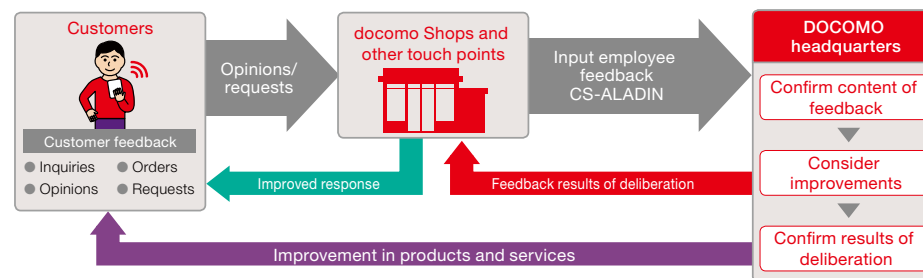 Customers
Customer feedback
Inquiries
Orders
Opinions
Requests
Opinions/
requests
docomo Shops and
other touch points
Input employee
feedback
CS-ALADIN
DOCOMO
headquarters
Confirm content of
feedback
Consider
improvements
Confirm results of
deliberation
Improved response
Feedback results of deliberation
Improvement in products and services